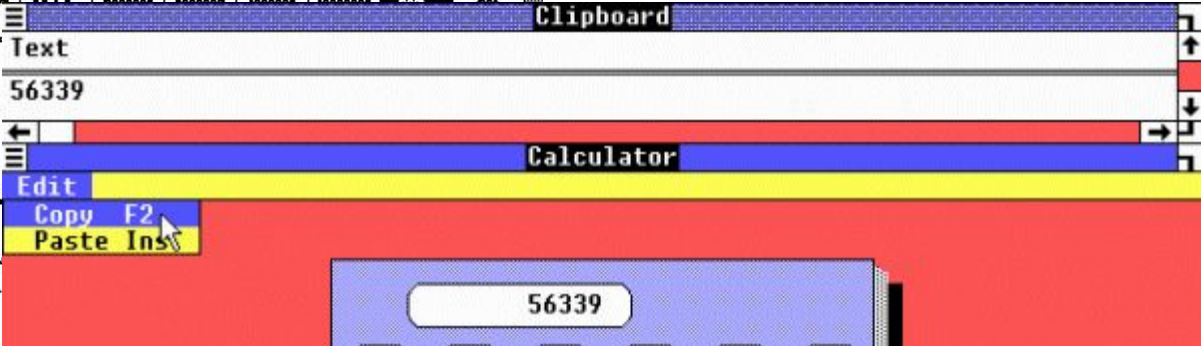 Clipboard
Text
56339
Calculator
Edit
Copy F2
Paste Ins
56339